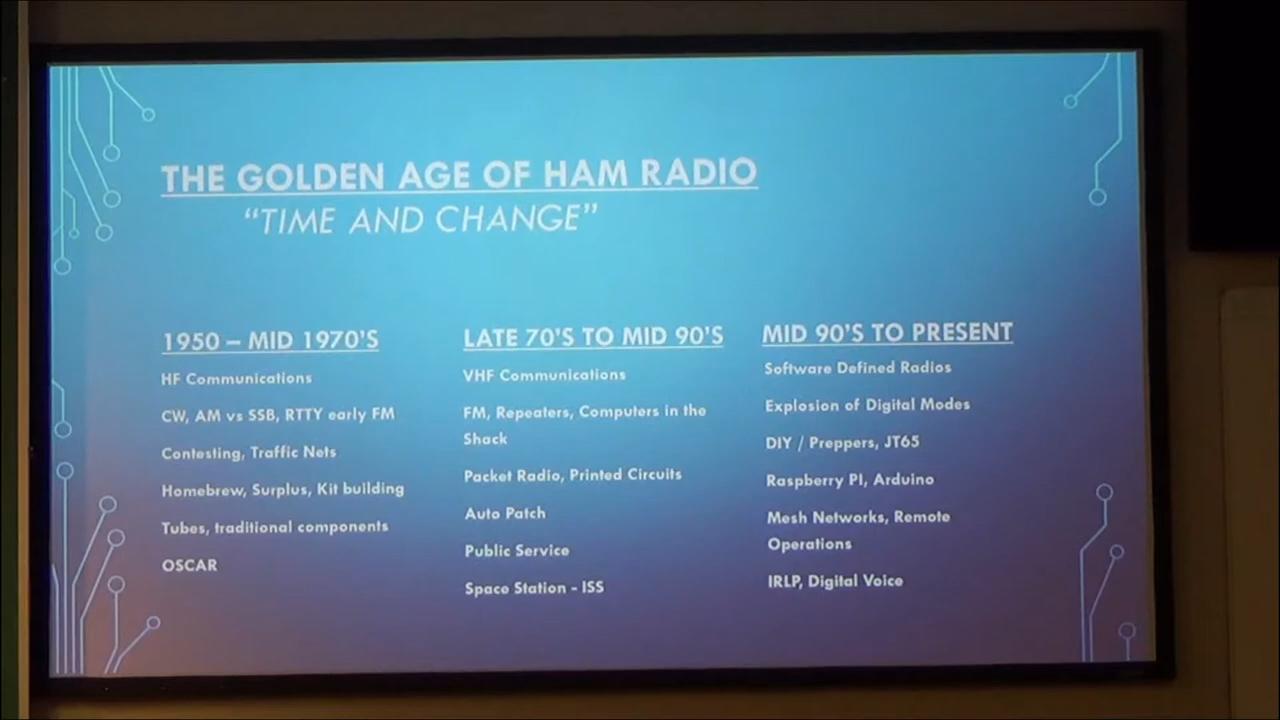 THE GOLDEN AGE OF HAM RADIO
“TIME AND CHANGE”
1950 – MID 1970'S
HF Communications
CW, AM vs SSB, RTTY early FM
Contesting, Traffic Nets
Homebrew, Surplus, Kit building
Tubes, traditional components
OSCAR
LATE 70'S TO MID 90'S
VHF Communications
FM, Repeaters, Computers in the
Shack
Packet Radio, Printed Circuits
Auto Patch
Public Service
Space Station - ISS
MID 90'S TO PRESENT
Software Defined Radios
Explosion of Digital Modes
DIY / Preppers, JT65
Raspberry PI, Arduino
Mesh Networks, Remote
Operations
IRLP, Digital Voice